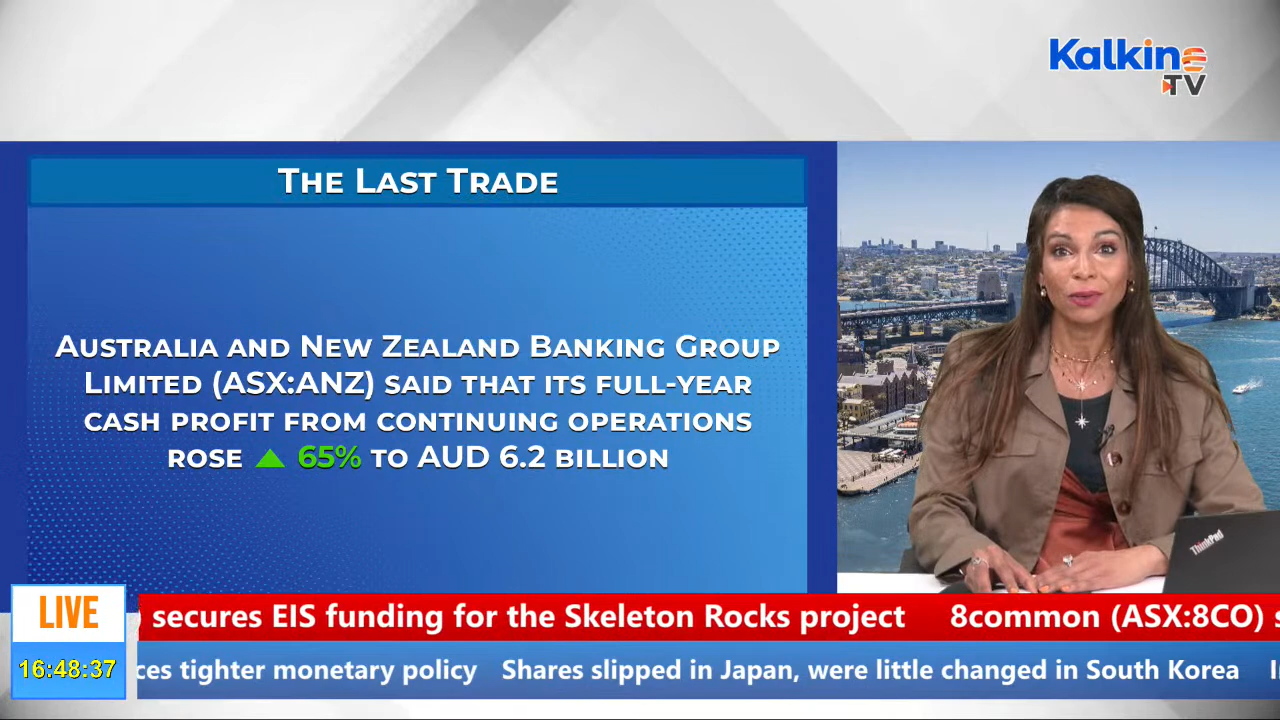 Kalkine
TV
THE LAST TRADE
AUSTRALIA AND NEW ZEALAND BANKING GROUP
LIMITED (ASX:ANZ) SAID THAT ITS FULL-YEAR
CASH PROFIT FROM CONTINUING OPERATIONS
ROSE ▲ 65% TO AUD 6.2 BILLION
ThinkPad
LIVE
secures EIS funding for the Skeleton Rocks project 8common (ASX:8CO)
16:48:37
tighter monetary policy Shares slipped in Japan, were little changed in South Korea